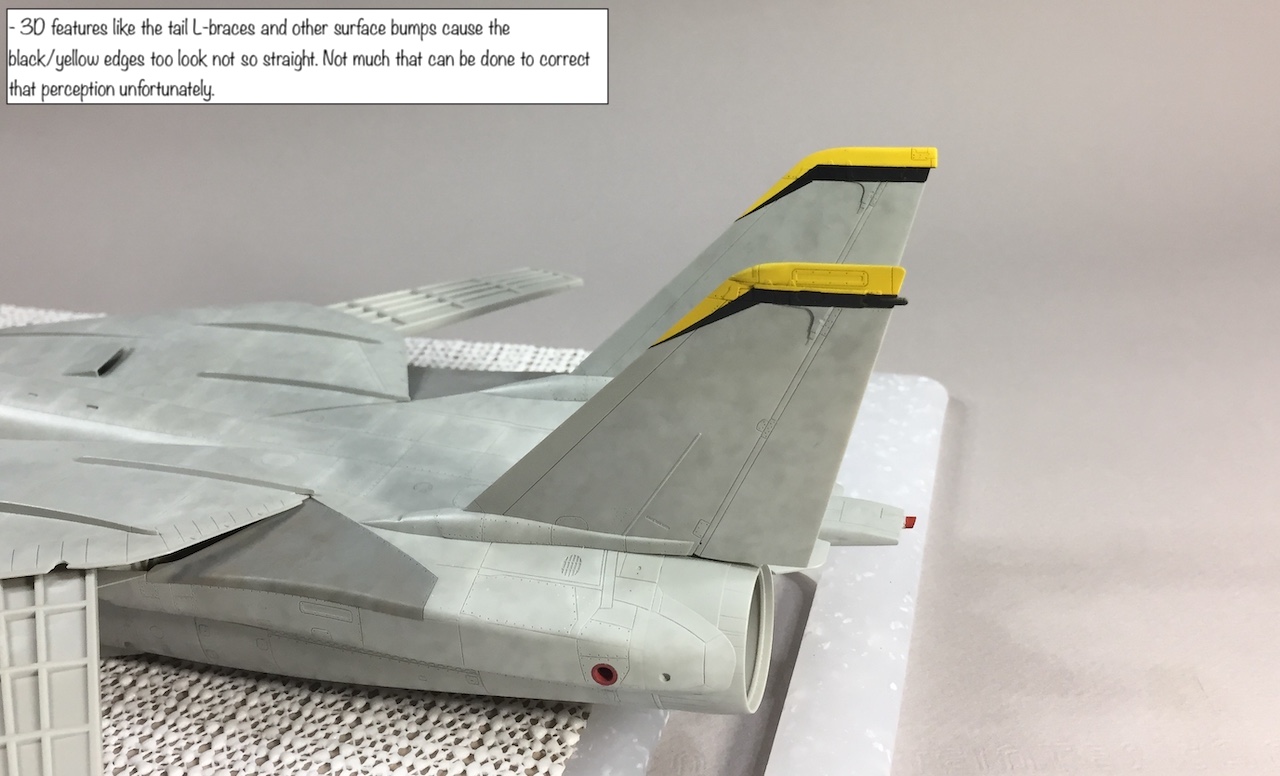 - 3D features like the tail L-braces and other surface bumps cause the
black/yellow edges too look not so straight. Not much that can be done to correct
that perception unfortunately.